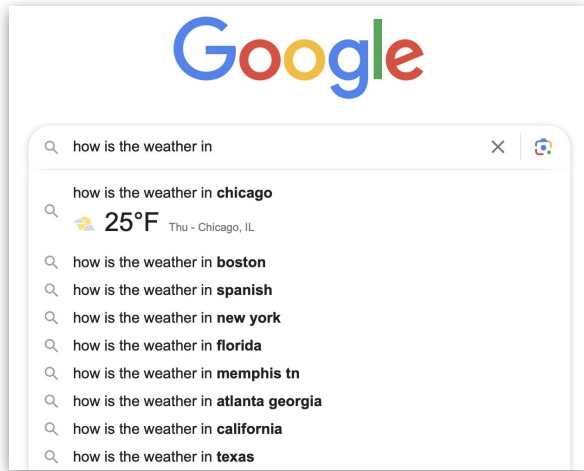 Google
how is the weather in
how is the weather in chicago
25°F Thu - Chicago, IL
how is the weather in boston
how is the weather in spanish
how is the weather in new york
how is the weather in florida
how is the weather in memphis tn
how is the weather in atlanta georgia
how is the weather in california
how is the weather in texas